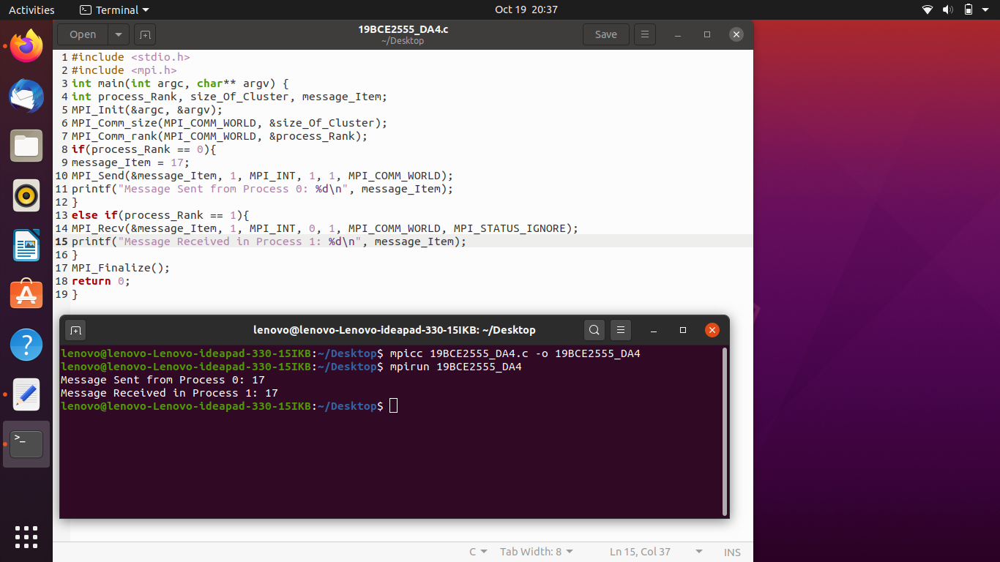 Activities
Terminal
Oct 19 20:37
Open
19BCE2555_DA4.c
~/Desktop
Save
1 #include <stdio.h>
2 #include <mpi.h>
3 int main(int argc, char** argv) {
4 int process_Rank, size_Of_Cluster, message_Item;
5 MPI_Init(&argc, &argv);
6 MPI_Comm_size(MPI_COMM_WORLD, &size_Of_Cluster);
7 MPI_Comm_rank(MPI_COMM_WORLD, &process_Rank);
8 if(process_Rank == 0){
9 message_Item = 17;
10 MPI_Send(&message_Item, 1, MPI_INT, 1, 1, MPI_COMM_WORLD);
11 printf("Message Sent from Process 0: %d\n", message_Item);
12 }
13 else if(process_Rank == 1){
14 MPI_Recv(&message_Item, 1, MPI_INT, 0, 1, MPI_COMM_WORLD, MPI_STATUS_IGNORE);
15 printf("Message Received in Process 1: %d\n", message_Item);
16 }
17 MPI_Finalize();
18 return 0;
19 }
lenovo@lenovo-Lenovo-ideapad-330-15IKB: ~/Desktop
lenovo@lenovo-Lenovo-ideapad-330-15IKB:~/Desktop$ mpicc 19BCE2555_DA4.c -o 19BCE2555_DA4
lenovo@lenovo-Lenovo-ideapad-330-15IKB:~/Desktop$ mpirun 19BCE2555_DA4
Message Sent from Process 0: 17
Message Received in Process 1: 17
lenovo@lenovo-Lenovo-ideapad-330-15IKB:~/Desktop$
C
Tab Width: 8
Ln 15, Col 37
INS